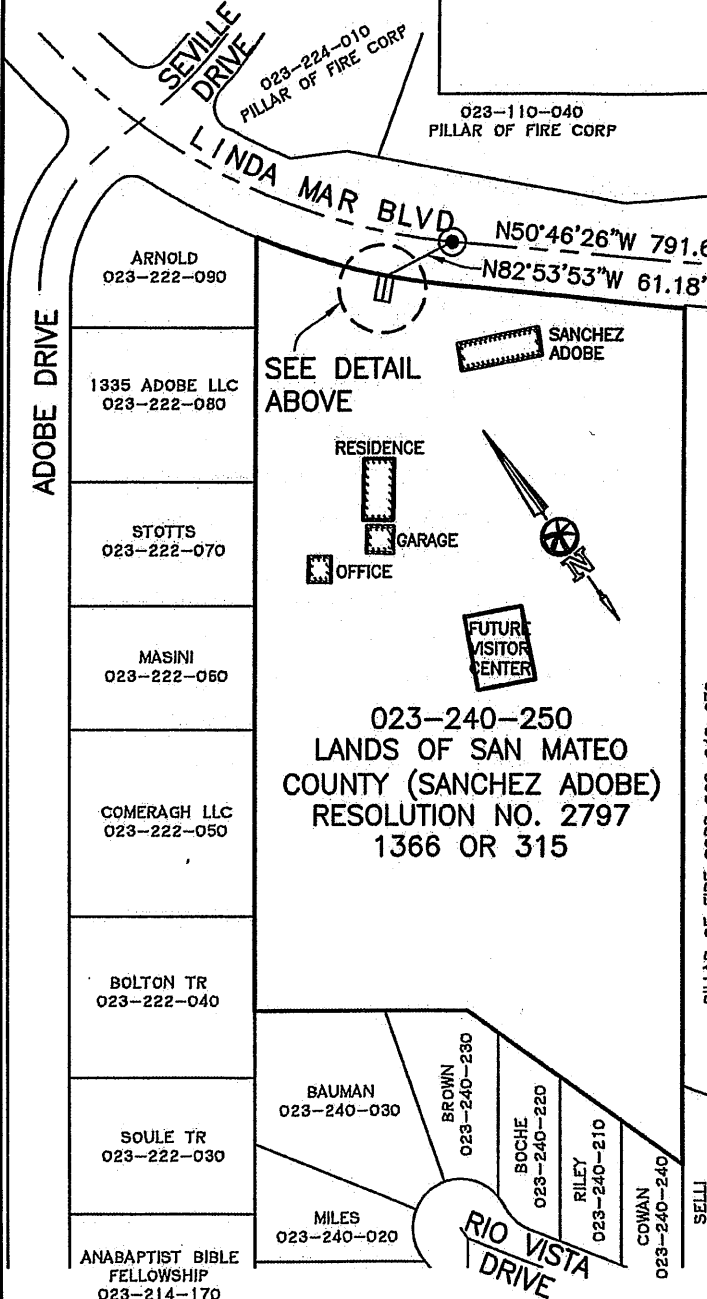 SEVILLE
DRIVE
023-224-010
PILLAR OF FIRE CORP
023-110-040
PILLAR OF FIRE CORP
LINDA MAR BLVD
N50°46'26"W 791.6
N82°53'53"W 61.18'
ARNOLD
023-222-090
SANCHEZ
ADOBE
SEE DETAIL
ABOVE
ADOBE DRIVE
1335 ADOBE LLC
023-222-080
RESIDENCE
GARAGE
OFFICE
N
STOTTS
023-222-070
FUTURE
VISITOR
CENTER
MASINI
023-222-060
023-240-250
LANDS OF SAN MATEO
COUNTY (SANCHEZ ADOBE)
RESOLUTION NO. 2797
1366 OR 315
COMERAGH LLC
023-222-050
BOLTON TR
023-222-040
BAUMAN
023-240-030
BROWN
023-240-230
BOCHE
023-240-220
RILEY
023-240-210
COWAN
023-240-240
SELLI
SOULE TR
023-222-030
MILES
023-240-020
RIO VISTA
DRIVE
ANABAPTIST BIBLE
FELLOWSHIP
023-214-170